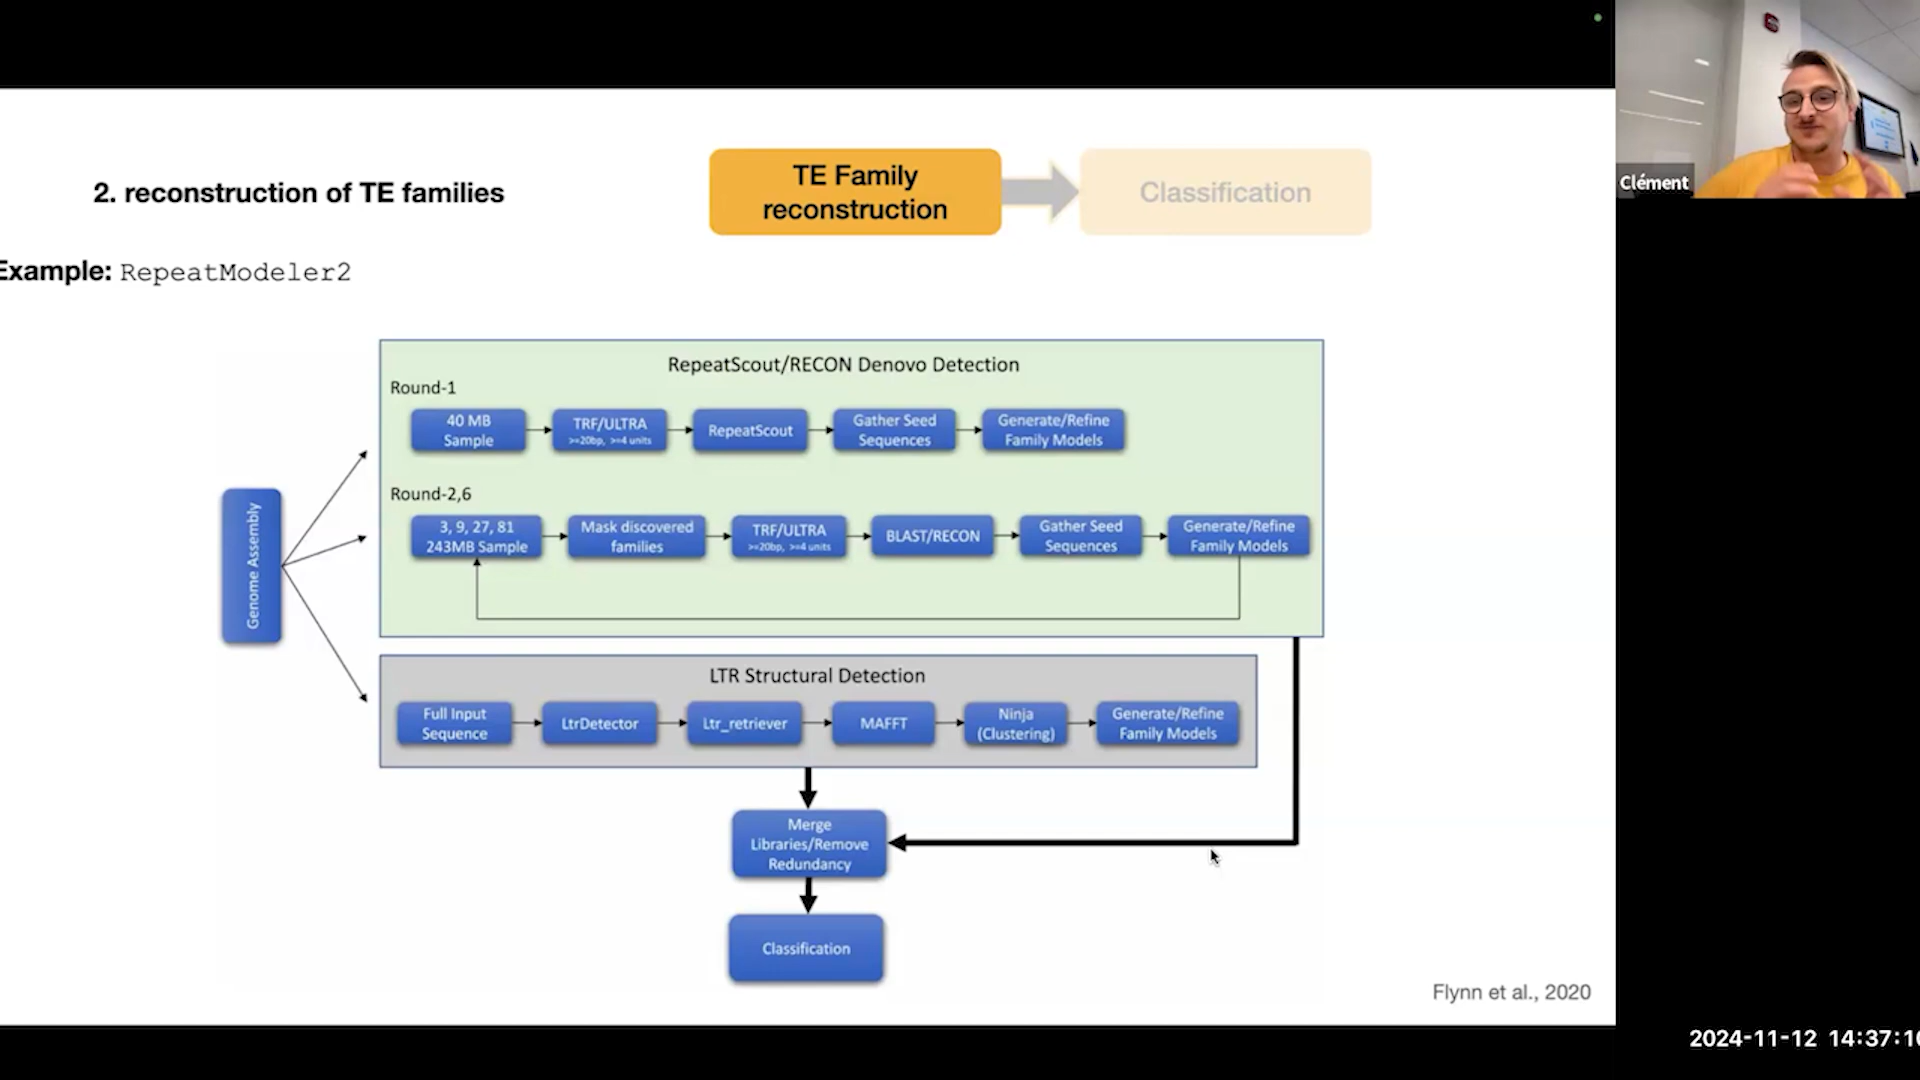 Clément
2. reconstruction of TE families
TE Family
reconstruction
Classification
Example: RepeatModeler2
RepeatScout/RECON Denovo Detection
Round-1
40 MB
Sample
TRF/ULTRA
>=20bp, >=4 units
RepeatScout
Gather Seed
Sequences
Generate/Refine
Family Models
Round-2,6
3, 9, 27, 81
243MB Sample
Mask discovered
families
TRF/ULTRA
>=20bp, >=4 units
BLAST/RECON
Gather Seed
Sequences
Generate/Refine
Family Models
Genome Assembly
LTR Structural Detection
Full Input
Sequence
LtrDetector
Ltr_retriever
MAFFT
Ninja
(Clustering)
Generate/Refine
Family Models
Merge
Libraries/Remove
Redundancy
Classification
Flynn et al., 2020
2024-11-12 14:37:1